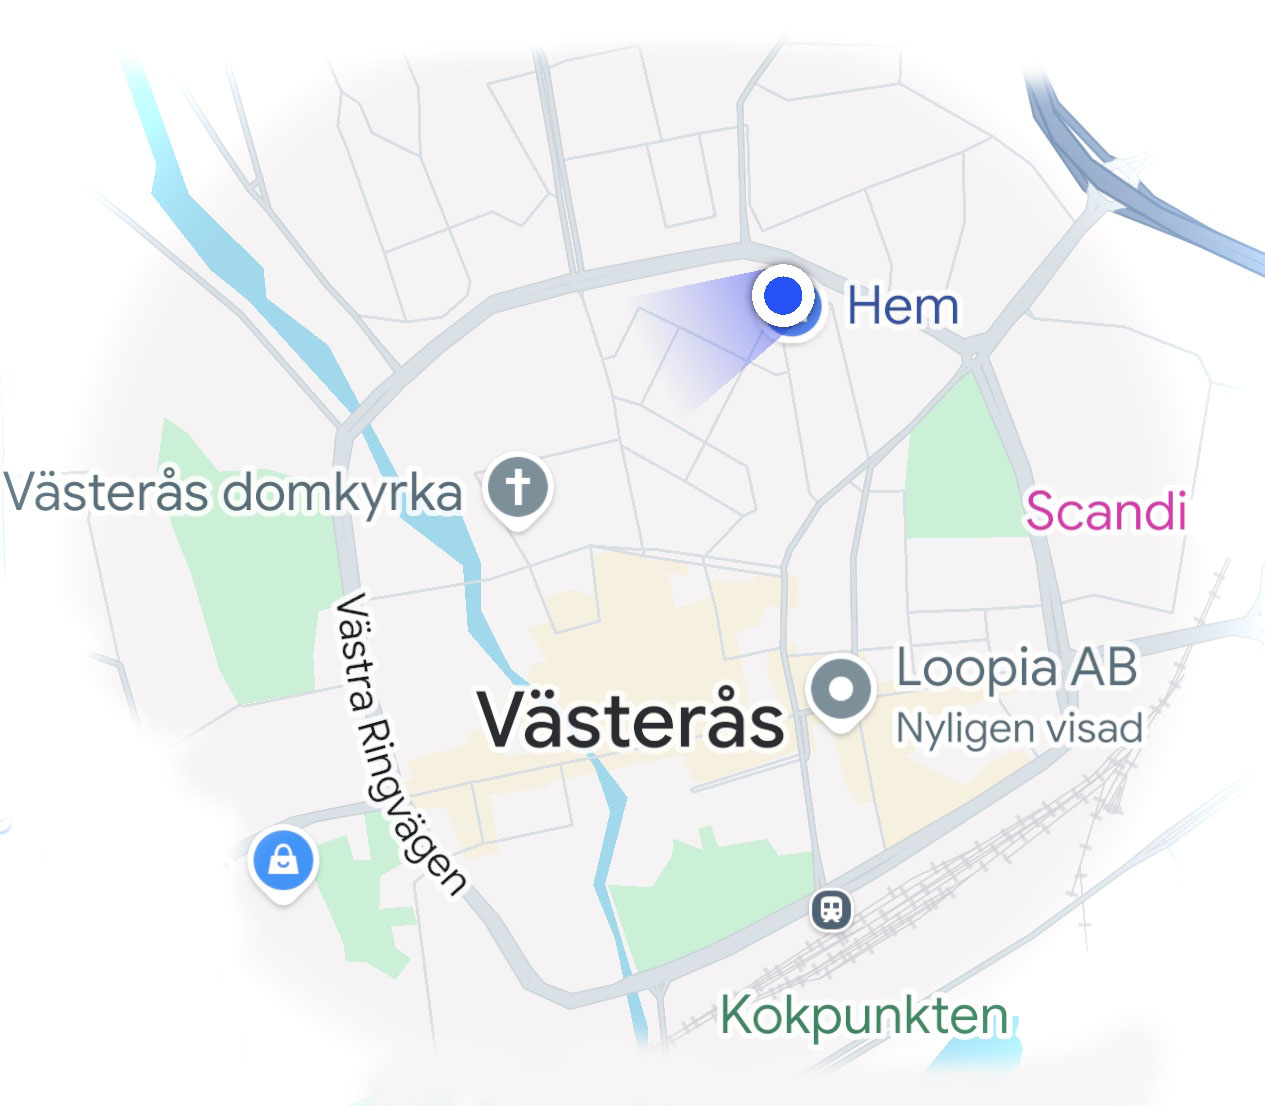 Hem
Västerås domkyrka
Scandi
Västra Ringvägen
Loopia AB
Nyligen visad
Västerås
Kokpunkten